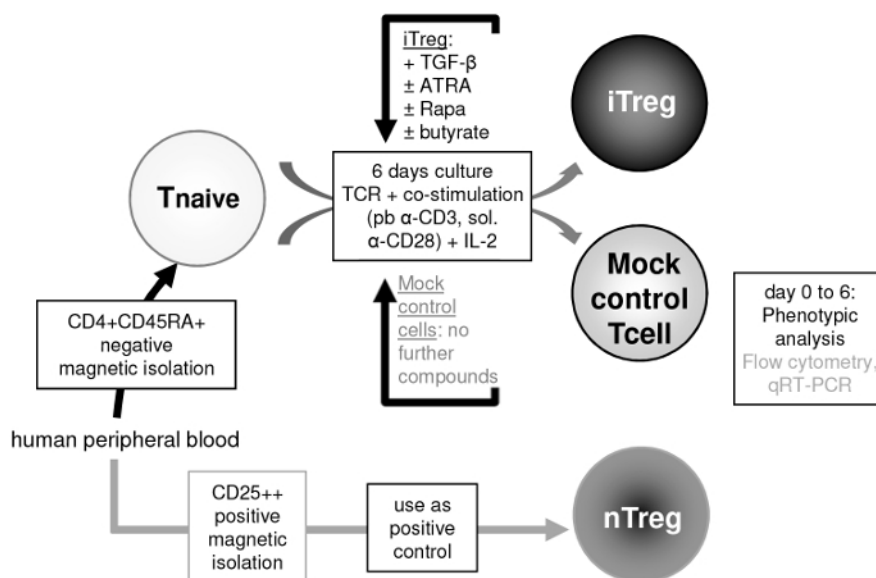 iTreg:
+ TGF-β
± ATRA
± Rapa
± butyrate
iTreg
Tnaive
6 days culture
TCR + co-stimulation
(pb α-CD3, sol.
α-CD28) + IL-2
Mock
control
Tcell
Mock
control
cells: no
further
compounds
day 0 to 6:
Phenotypic
analysis
Flow cytometry,
qRT-PCR
CD4+CD45RA+
negative
magnetic isolation
human peripheral blood
CD25++
positive
magnetic
isolation
use as
positive
control
nTreg